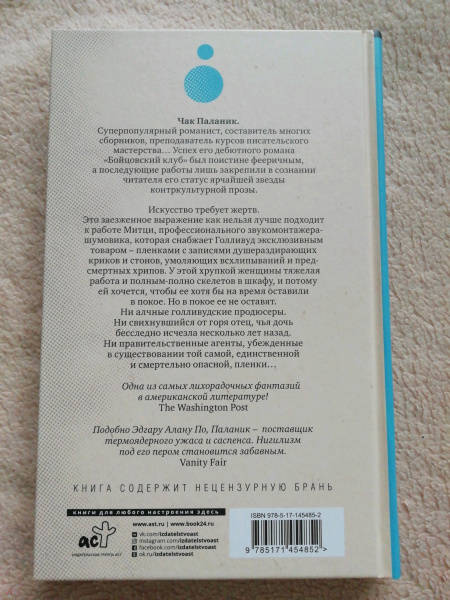 Чак Паланик.
Суперпопулярный романист, составитель многих
сборников, преподаватель курсов писательского
мастерства... Успех его дебютного романа
«Бойцовский клуб» был поистине фееричным,
а последующие работы лишь закрепили в сознании
читателя его статус ярчайшей звезды
контркультурной прозы.
Искусство требует жертв.
Это заезженное выражение как нельзя лучше подходит
к работе Митци, профессионального звукомонтажера-
шумовика, которая снабжает Голливуд эксклюзивным
товаром – пленками с записями душераздирающих
криков и стонов, умоляющих всхлипываний и пред-
смертных хрипов. У этой хрупкой женщины тяжелая
работа и полным-полно скелетов в шкафу, и потому
ей хочется, чтобы ее хотя бы на время оставили
в покое. Но в покое ее не оставят.
Ни алчные голливудские продюсеры.
Ни свихнувшийся от горя отец, чья дочь
бесследно исчезла несколько лет назад.
Ни правительственные агенты, убежденные
в существовании той самой, единственной
и смертельно опасной, пленки...
Одна из самых лихорадочных фантазий
в американской литературе!
The Washington Post
Подобно Эдгару Алану По, Паланик – поставщик
термоядерного ужаса и саспенса. Нигилизм
под его пером становится забавным.
Vanity Fair
КНИГА СОДЕРЖИТ НЕЦЕНЗУРНУЮ БРАНЬ
книги для любого настроения здесь
www.ast.ru | www.book24.ru
vk.com/izdatelstvoast
instagram.com/izdatelstvoast
facebook.com/izdatelstvoast
ok.ru/izdatelstvoast
аст
ИЗДАТЕЛЬСКАЯ ГРУППА АСТ
ISBN 978-5-17-145485-2
9 785171 454852 >